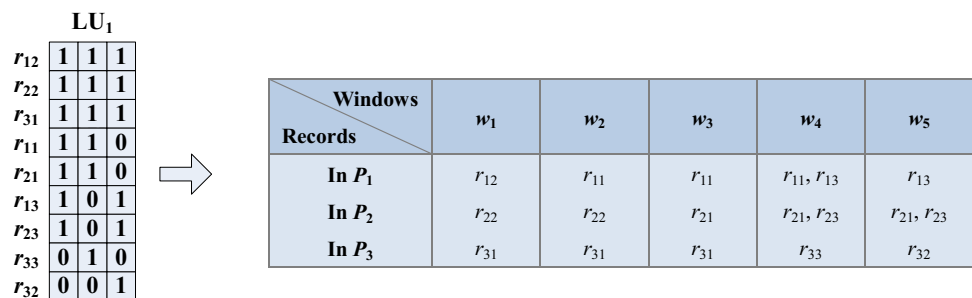 LU1
r12 1 1 1
r22 1 1 1
r31 1 1 1
r11 1 1 0
r21 1 1 0
r13 1 0 1
r23 1 0 1
r33 0 1 0
r32 0 0 1
Windows
Records w1 w2 w3 w4 w5
In P1 r12 r11 r11 r11, r13 r13
In P2 r22 r22 r21 r21, r23 r21, r23
In P3 r31 r31 r31 r33 r32